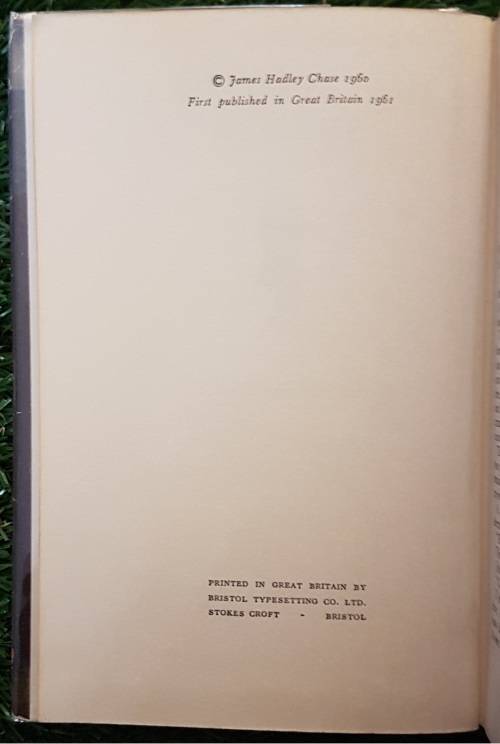 © James Hadley Chase 1960
First published in Great Britain 1961
PRINTED IN GREAT BRITAIN BY
BRISTOL TYPESETTING CO. LTD.
STOKES CROFT - BRISTOL